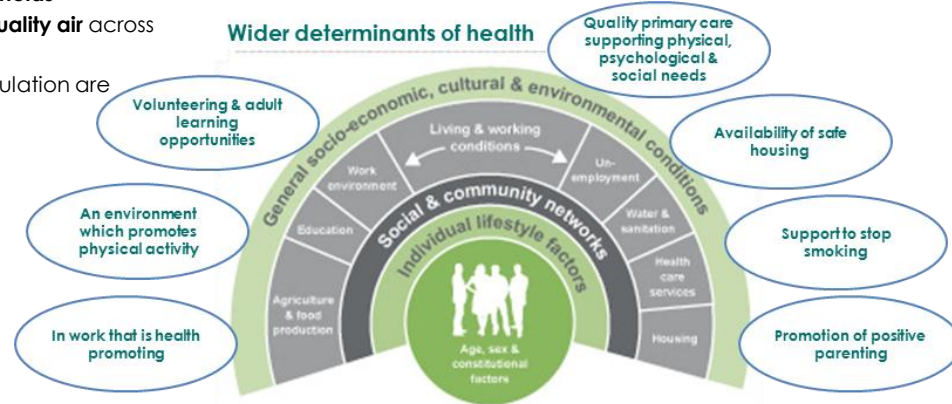 uality air across
ulation are
Wider determinants of health
Quality primary care
supporting physical,
psychological &
social needs
Volunteering & adult
learning
opportunities
Availability of safe
housing
An environment
which promotes
physical activity
Support to stop
smoking
In work that is health
promoting
Promotion of positive
parenting
General socio-economic, cultural & environmental conditions
Living & working
conditions
Work
environment
Un-
employment
Education
Water &
sanitation
Agriculture
& food
production
Health
care
services
Housing
Social & community networks
Individual lifestyle factors
Age, sex &
constitutional
factors